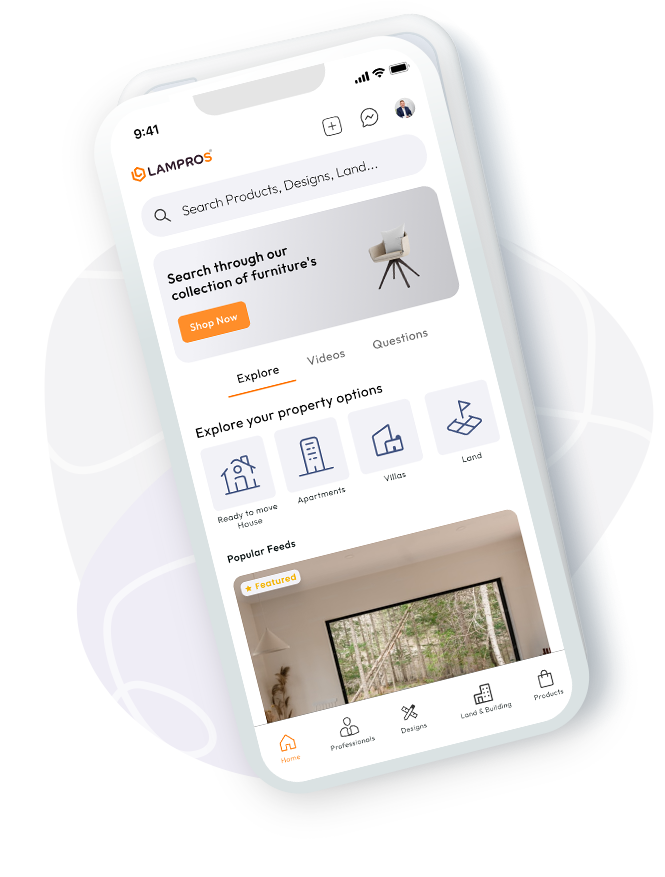 9:41
LAMPROS
Search Products, Designs, Land...
Search through our
collection of furniture's
Shop Now
Explore
Videos
Questions
Explore your property options
Ready to move
House
Apartments
Villas
Land
Popular Feeds
Featured
Home
Professionals
Designs
Land & Building
Products